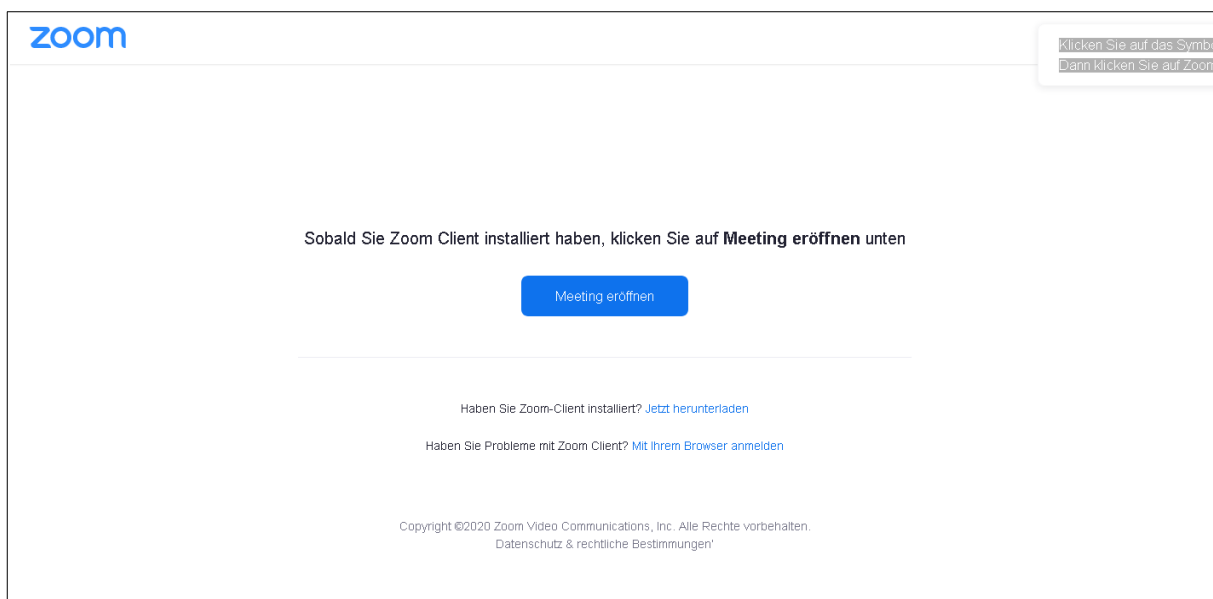 zoom
Klicken Sie auf das
Dann klicken Sie auf Zoom
Sobald Sie Zoom Client installiert haben, klicken Sie auf Meeting eröffnen unten
Meeting eröffnen
Haben Sie Zoom-Client installiert? Jetzt herunterladen
Haben Sie Probleme mit Zoom Client? Mit Ihrem Browser anmelden
Copyright ©2020 Zoom Video Communications, Inc. Alle Rechte vorbehalten.
Datenschutz & rechtliche Bestimmungen'